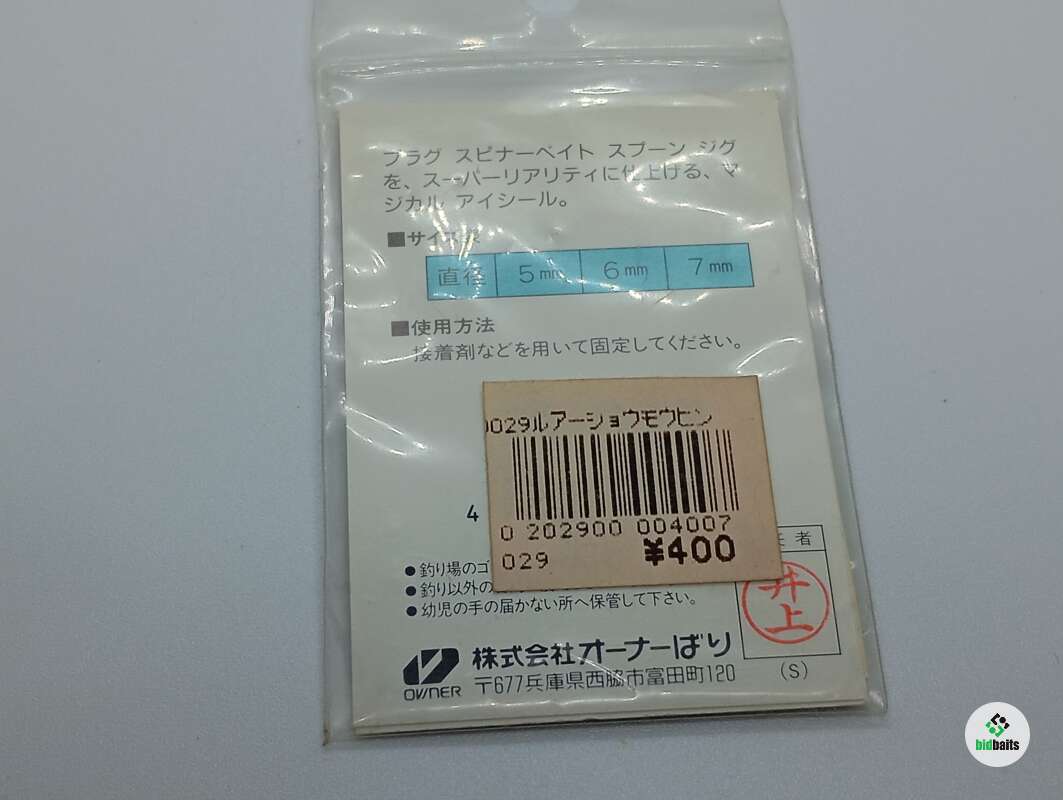 プラグ スピナーベイト スプーン ジグ
を、スーパーリアリティに仕上げる、マ
ジカル アイシール。
■サイズ表
直径 5mm 6mm 7mm
■使用方法
接着剤などを用いて固定してください。
0029ルアーショウモウヒン
4
0 202900 004007
029 ¥400
任者
井上
●釣り場のゴ
●釣り以外の
●幼児の手の届かない所へ保管して下さい。
OWNER
株式会社オーナーばり
〒677兵庫県西脇市富田町120
(S)
bidbaits